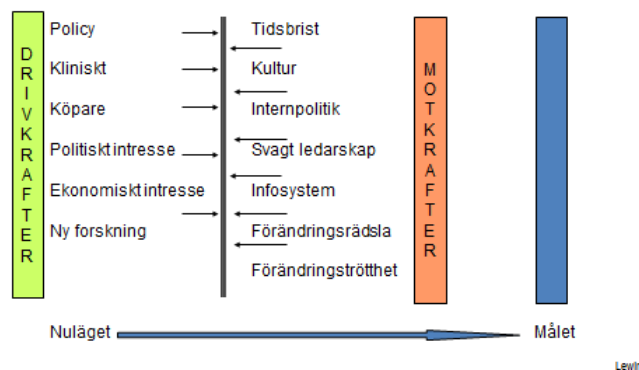 DRIVKRAFTER
Policy
Kliniskt
Köpare
Politiskt intresse
Ekonomiskt intresse
Ny forskning
Tidsbrist
Kultur
Internpolitik
Svagt ledarskap
Infosystem
Förändringsrädsla
Förändringströtthet
MOTKRAFTER
Nuläget
Målet
Lewin